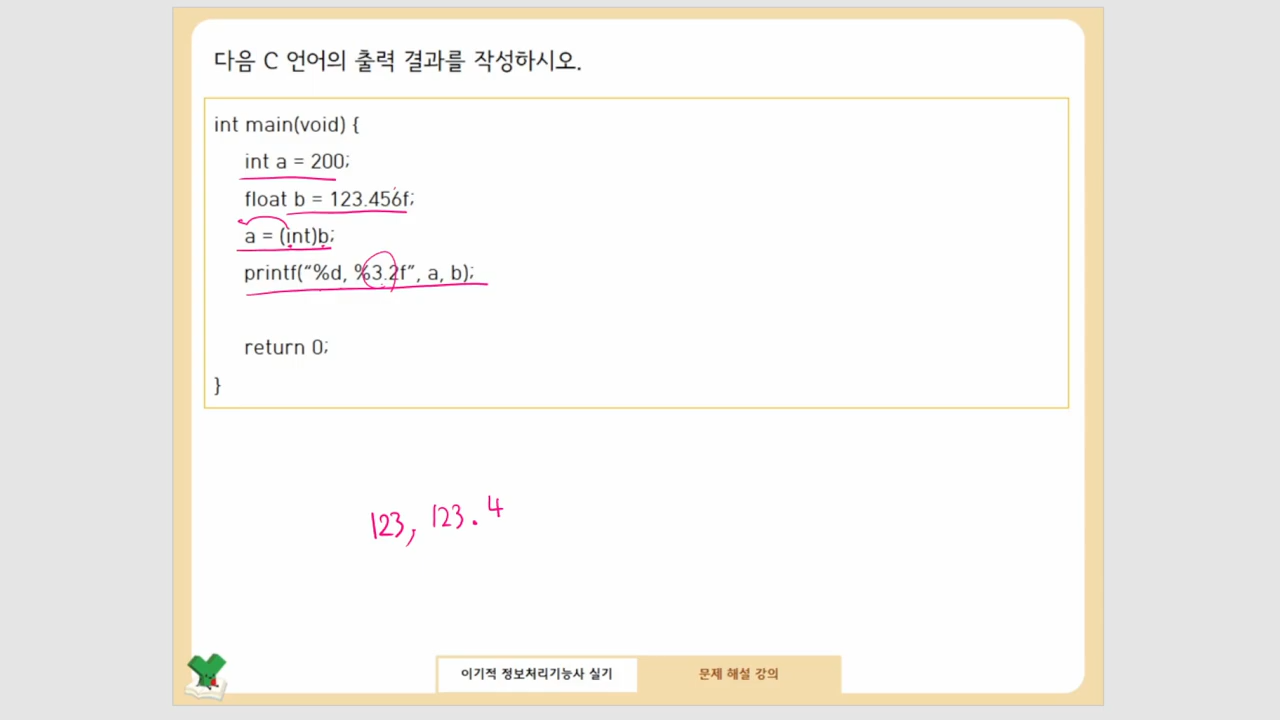 다음 C 언어의 출력 결과를 작성하시오.
int main(void) {
int a = 200;
float b = 123.456f;
a = (int)b;
printf(“%d, %3.2f”, a, b);
return 0;
}
123, 123.4
이기적 정보처리기능사 실기
문제 해설 강의